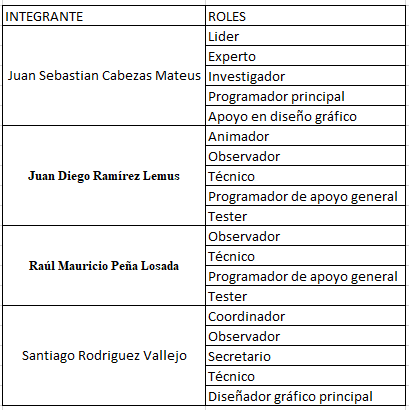 INTEGRANTE ROLES
Juan Sebastian Cabezas Mateus
Lider
Experto
Investigador
Programador principal
Apoyo en diseño gráfico
Juan Diego Ramírez Lemus
Animador
Observador
Técnico
Programador de apoyo general
Tester
Raúl Mauricio Peña Losada
Observador
Técnico
Programador de apoyo general
Tester
Santiago Rodriguez Vallejo
Coordinador
Observador
Secretario
Técnico
Diseñador gráfico principal